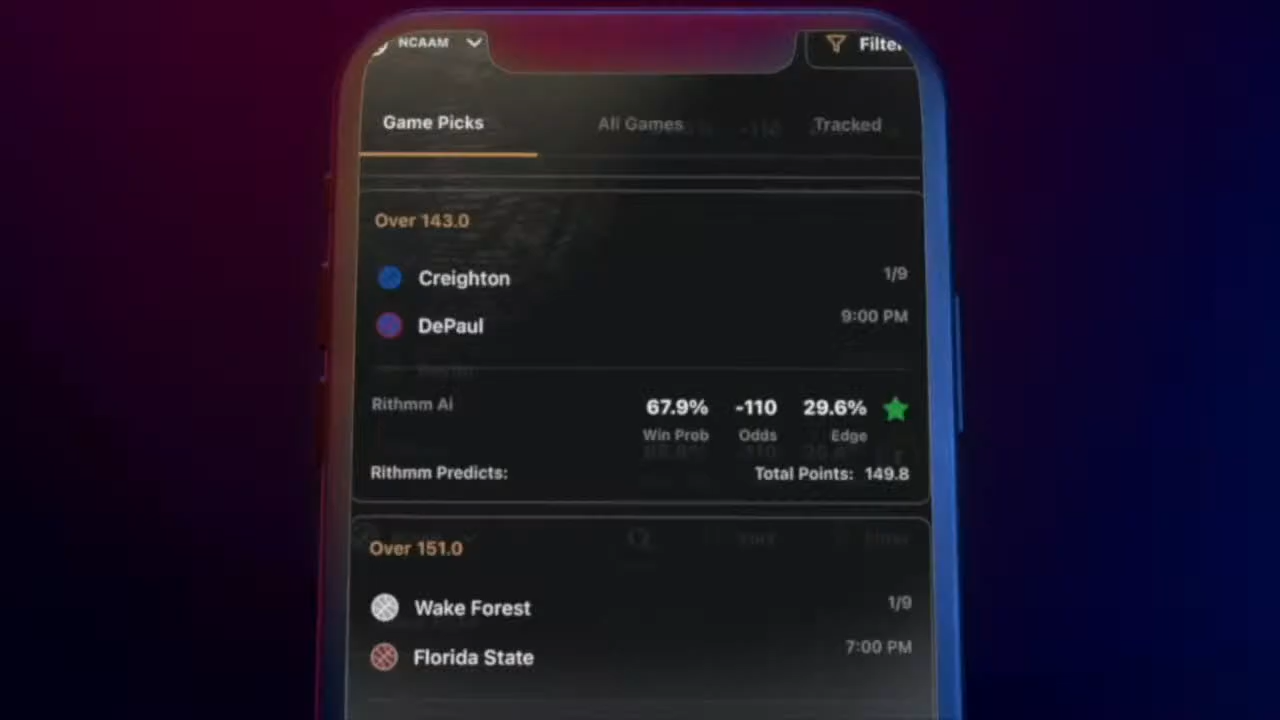 NCAAM
Filter
Game Picks
All Games
Tracked
Over 143.0
Creighton
1/9
DePaul
9:00 PM
Rithmm Ai
67.9% -110 29.6%
Win Prob Odds Edge
Rithmm Predicts:
Total Points: 149.8
Over 151.0
Wake Forest
1/9
Florida State
7:00 PM